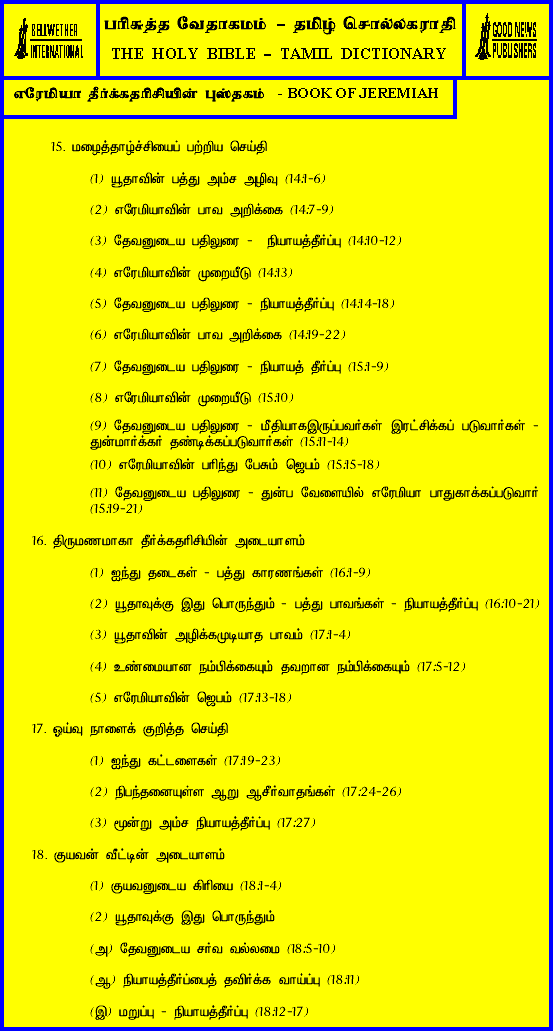 BELLWETHER
INTERNATIONAL
பரிசுத்த வேதாகமம் – தமிழ் சொல்லகராதி
THE HOLY BIBLE – TAMIL DICTIONARY
GOOD NEWS
PUBLISHERS
எரேமியா தீர்க்கதரிசியின் புஸ்தகம் - BOOK OF JEREMIAH
15. மழைத்தாழ்ச்சியைப் பற்றிய செய்தி
(1) யூதாவின் பத்து அம்ச அழிவு (14:1-6)
(2) எரேமியாவின் பாவ அறிக்கை (14:7-9)
(3) தேவனுடைய பதிலுரை - நியாயத்தீர்ப்பு (14:10-12)
(4) எரேமியாவின் முறையீடு (14:13)
(5) தேவனுடைய பதிலுரை - நியாயத்தீர்ப்பு (14:14-18)
(6) எரேமியாவின் பாவ அறிக்கை (14:19-22)
(7) தேவனுடைய பதிலுரை - நியாயத் தீர்ப்பு (15:1-9)
(8) எரேமியாவின் முறையீடு (15:10)
(9) தேவனுடைய பதிலுரை - மீதியாகஇருப்பவர்கள் இரட்சிக்கப் படுவார்கள் -
துன்மார்க்கர் தண்டிக்கப்படுவார்கள் (15:11-14)
(10) எரேமியாவின் பரிந்து பேசும் ஜெபம் (15:15-18)
(11) தேவனுடைய பதிலுரை - துன்ப வேளையில் எரேமியா பாதுகாக்கப்படுவார்
(15:19-21)
16. திருமணமாகா தீர்க்கதரிசியின் அடையாளம்
(1) ஐந்து தடைகள் - பத்து காரணங்கள் (16:1-9)
(2) யூதாவுக்கு இது பொருந்தும் - பத்து பாவங்கள் - நியாயத்தீர்ப்பு (16:10-21)
(3) யூதாவின் அழிக்கமுடியாத பாவம் (17:1-4)
(4) உண்மையான நம்பிக்கையும் தவறான நம்பிக்கையும் (17:5-12)
(5) எரேமியாவின் ஜெபம் (17:13-18)
17. ஓய்வு நாளைக் குறித்த செய்தி
(1) ஐந்து கட்டளைகள் (17:19-23)
(2) நிபந்தனையுள்ள ஆறு ஆசீர்வாதங்கள் (17:24-26)
(3) மூன்று அம்ச நியாயத்தீர்ப்பு (17:27)
18. குயவன் வீட்டின் அடையாளம்
(1) குயவனுடைய கிரியை (18:1-4)
(2) யூதாவுக்கு இது பொருந்தும்
(அ) தேவனுடைய சர்வ வல்லமை (18:5-10)
(ஆ) நியாயத்தீர்ப்பைத் தவிர்க்க வாய்ப்பு (18:11)
(இ) மறுப்பு - நியாயத்தீர்ப்பு (18:12-17)